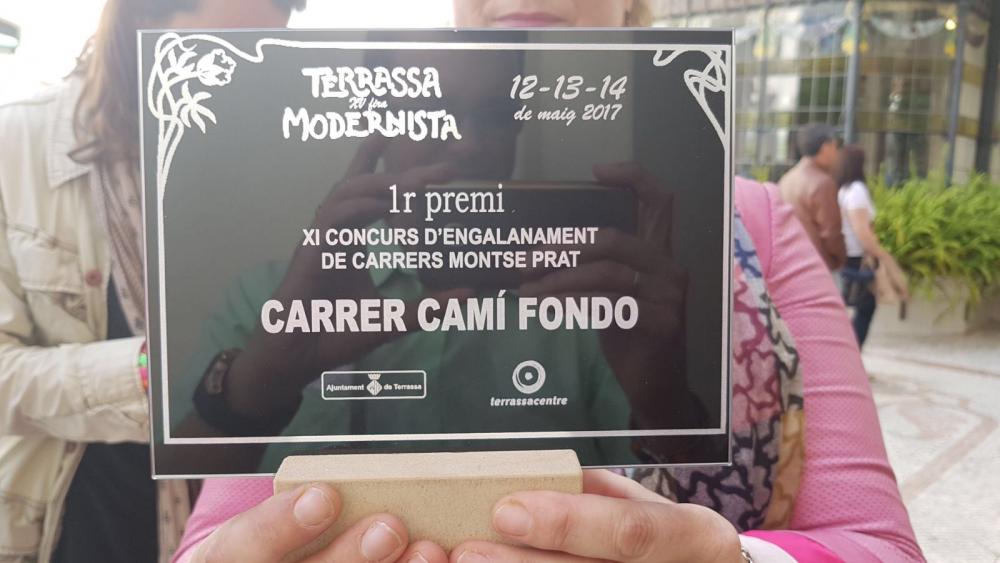 TERRASSA
XV fira
MODERNISTA
12-13-14
de maig 2017
1r premi
XI CONCURS D'ENGALANAMENT
DE CARRERS MONTSE PRAT
CARRER CAMÍ FONDO
Ajuntament de Terrassa
terrassacentre